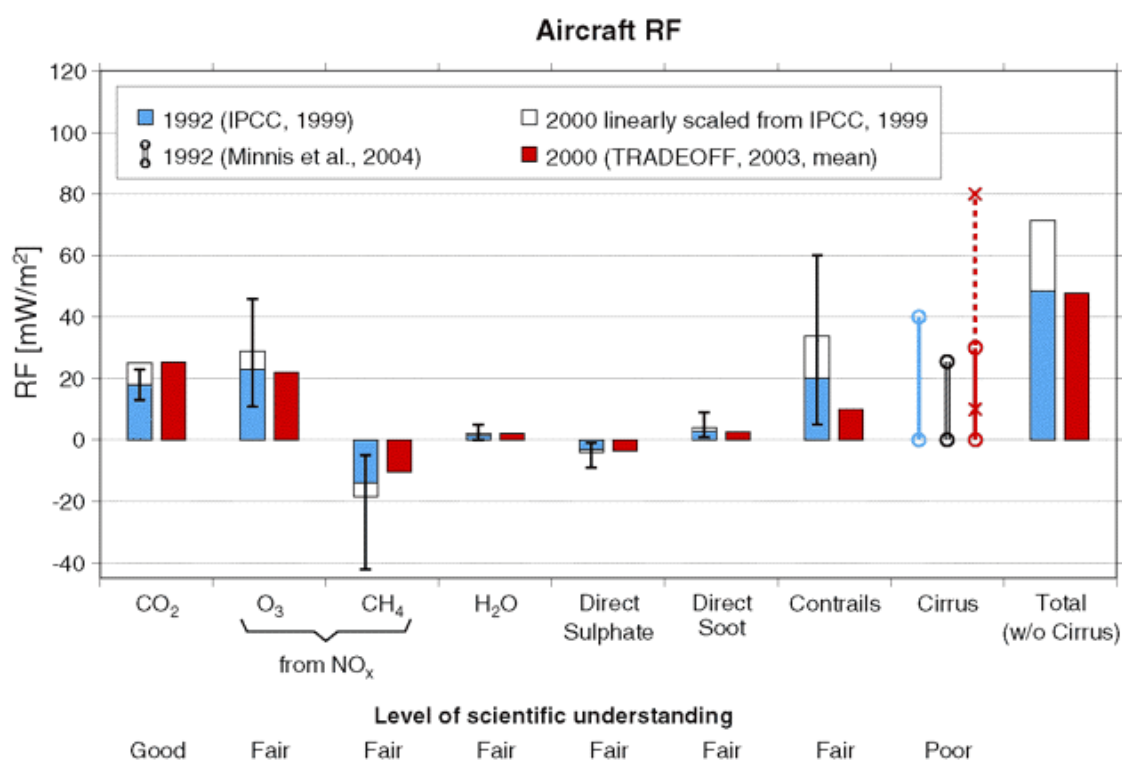 Aircraft RF
120
100
80
60
40
20
0
-20
-40
RF [mW/m²]
1992 (IPCC, 1999)
2000 linearly scaled from IPCC, 1999
1992 (Minnis et al., 2004)
2000 (TRADEOFF, 2003, mean)
CO₂ O₃ CH₄ H₂O Direct Direct Contrails Cirrus Total
Sulphate Soot (w/o Cirrus)
from NOₓ
Level of scientific understanding
Good Fair Fair Fair Fair Fair Fair Poor